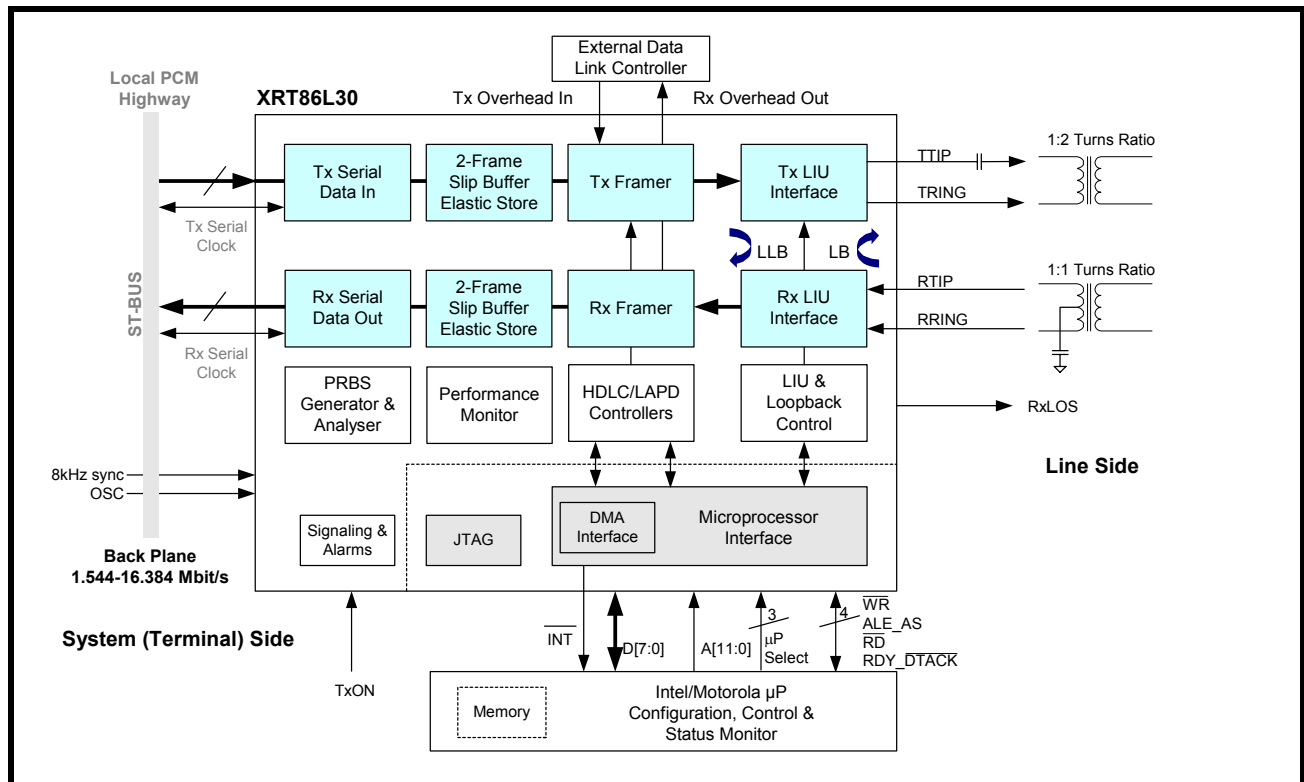 External Data
Link Controller
Local PCM
Highway
XRT86L30
Tx Overhead In
Rx Overhead Out
Tx Serial
Data In
2-Frame
Slip Buffer
Elastic Store
Tx Framer
Tx LIU
Interface
TTIP
TRING
1:2 Turns Ratio
Tx Serial
Clock
LLB
LB
ST-BUS
Rx Serial
Data Out
2-Frame
Slip Buffer
Elastic Store
Rx Framer
Rx LIU
Interface
RTIP
RRING
1:1 Turns Ratio
Rx Serial
Clock
PRBS
Generator &
Analyser
Performance
Monitor
HDLC/LAPD
Controllers
LIU &
Loopback
Control
RxLOS
8kHz sync
OSC
Line Side
Signaling &
Alarms
JTAG
DMA
Interface
Microprocessor
Interface
Back Plane
1.544-16.384 Mbit/s
System (Terminal) Side
TxON
INT
D[7:0]
A[11:0]
3
µP
Select
4
WR
ALE_AS
RD
RDY_DTACK
Memory
Intel/Motorola µP
Configuration, Control &
Status Monitor